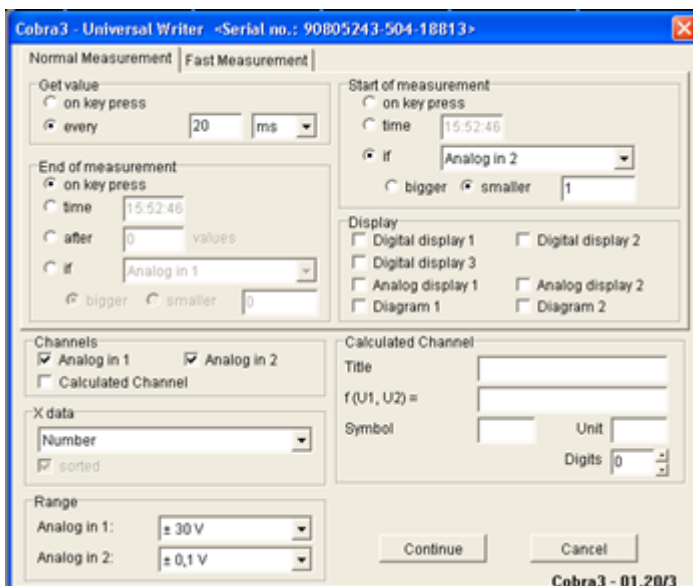 Cobra3 - Universal Writer <Serial no.: 90805243-504-18813>
Normal Measurement Fast Measurement
Get value
on key press
every 20 ms
End of measurement
on key press
time 15:52:46
after 0 values
if Analog in 1
bigger smaller 0
Start of measurement
on key press
time 15:52:46
if Analog in 2
bigger smaller 1
Display
Digital display 1 Digital display 2
Digital display 3
Analog display 1 Analog display 2
Diagram 1 Diagram 2
Channels
Analog in 1 Analog in 2
Calculated Channel
X data
Number
sorted
Range
Analog in 1: ± 30 V
Analog in 2: ± 0,1 V
Calculated Channel
Title
f (U1, U2) =
Symbol Unit
Digits 0
Continue Cancel
Cobra3 - 01.20/3